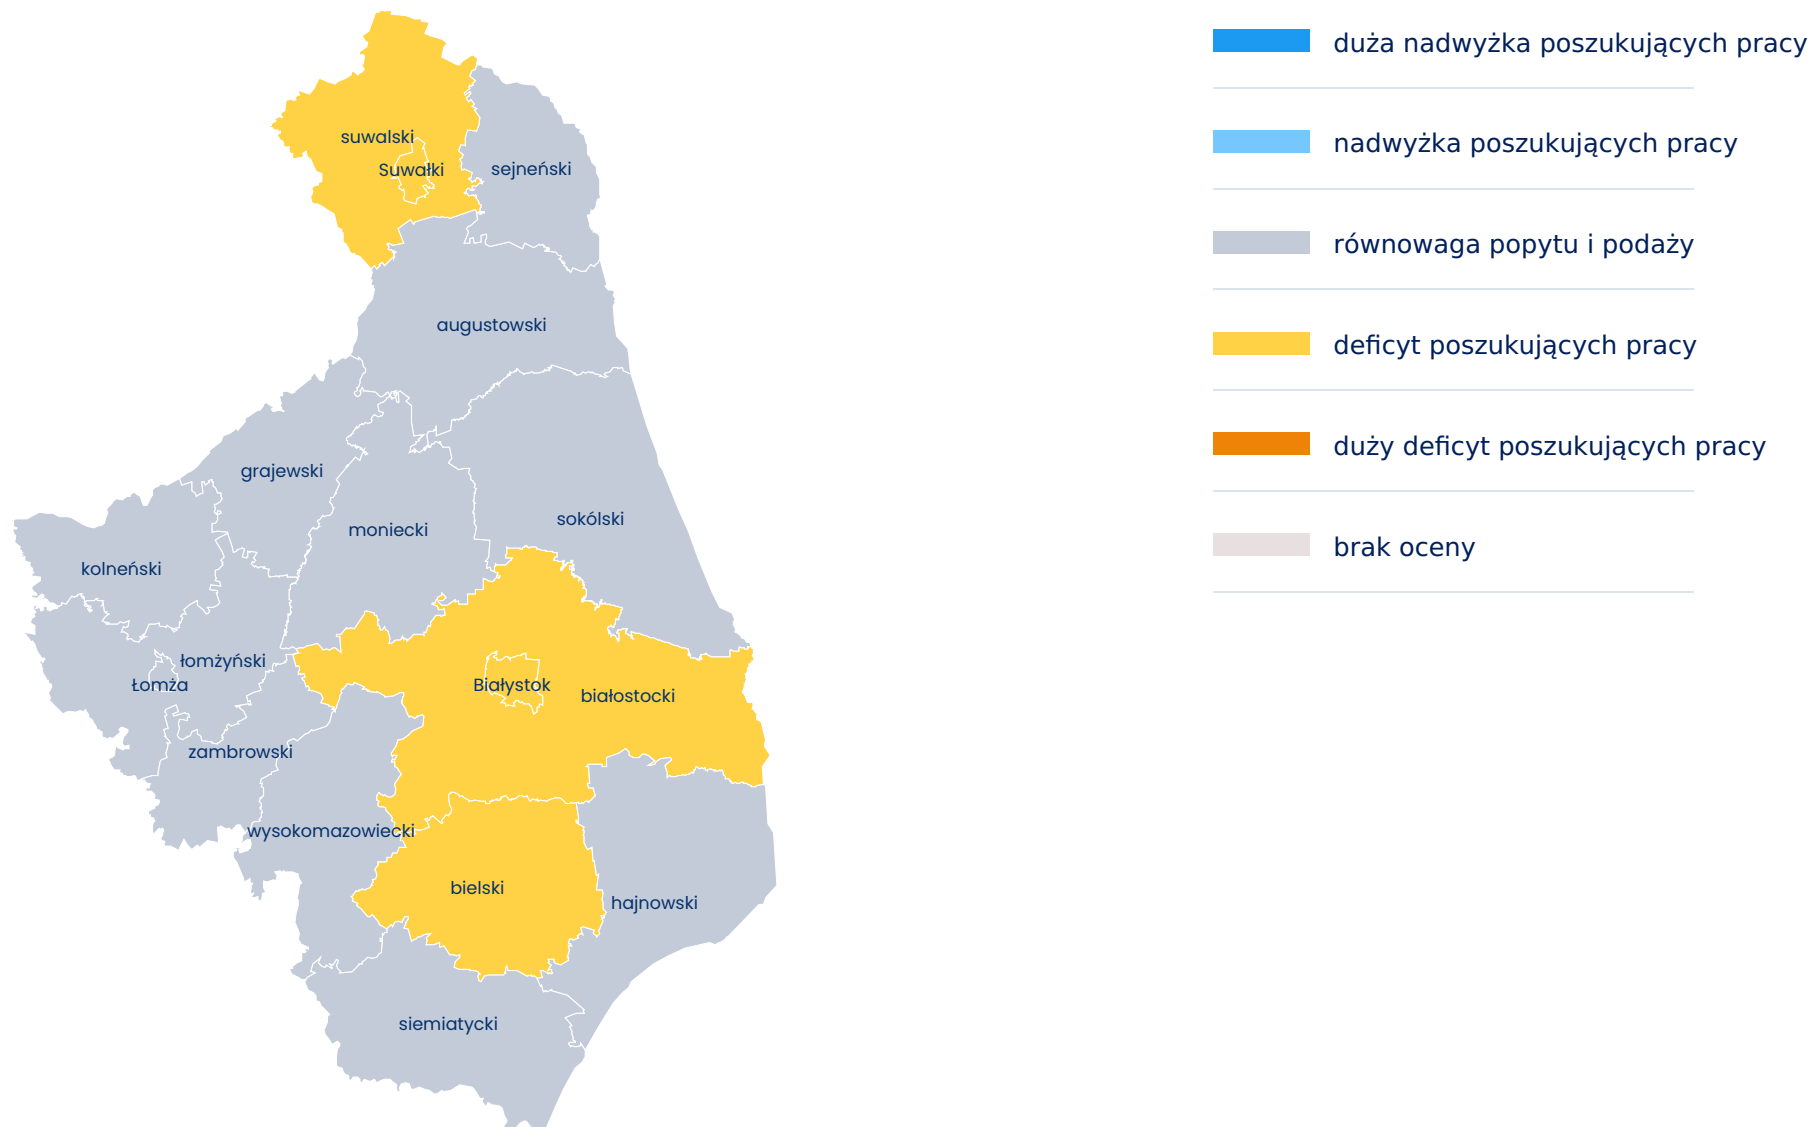 suwalski
Suwałki
sejneński
augustowski
grajewski
moniecki
sokólski
kolneński
łomżyński
Łomża
Białystok
białostocki
zambrowski
wysokomazowiecki
bielski
hajnowski
siemiatycki
duża nadwyżka poszukujących pracy
nadwyżka poszukujących pracy
równowaga popytu i podaży
deficyt poszukujących pracy
duży deficyt poszukujących pracy
brak oceny